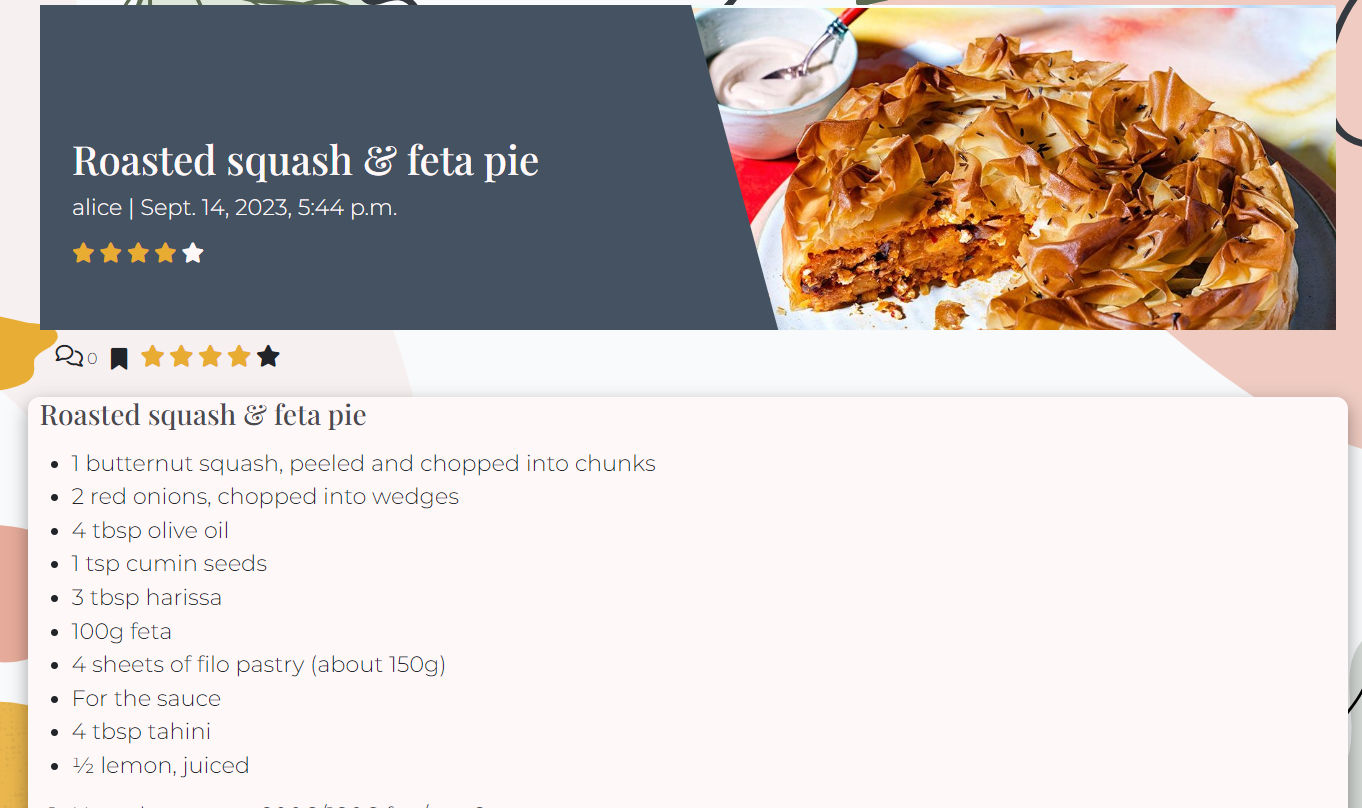 Roasted squash & feta pie
alice | Sept. 14, 2023, 5:44 p.m.
0
Roasted squash & feta pie
1 butternut squash, peeled and chopped into chunks
2 red onions, chopped into wedges
4 tbsp olive oil
1 tsp cumin seeds
3 tbsp harissa
100g feta
4 sheets of filo pastry (about 150g)
For the sauce
4 tbsp tahini
½ lemon, juiced